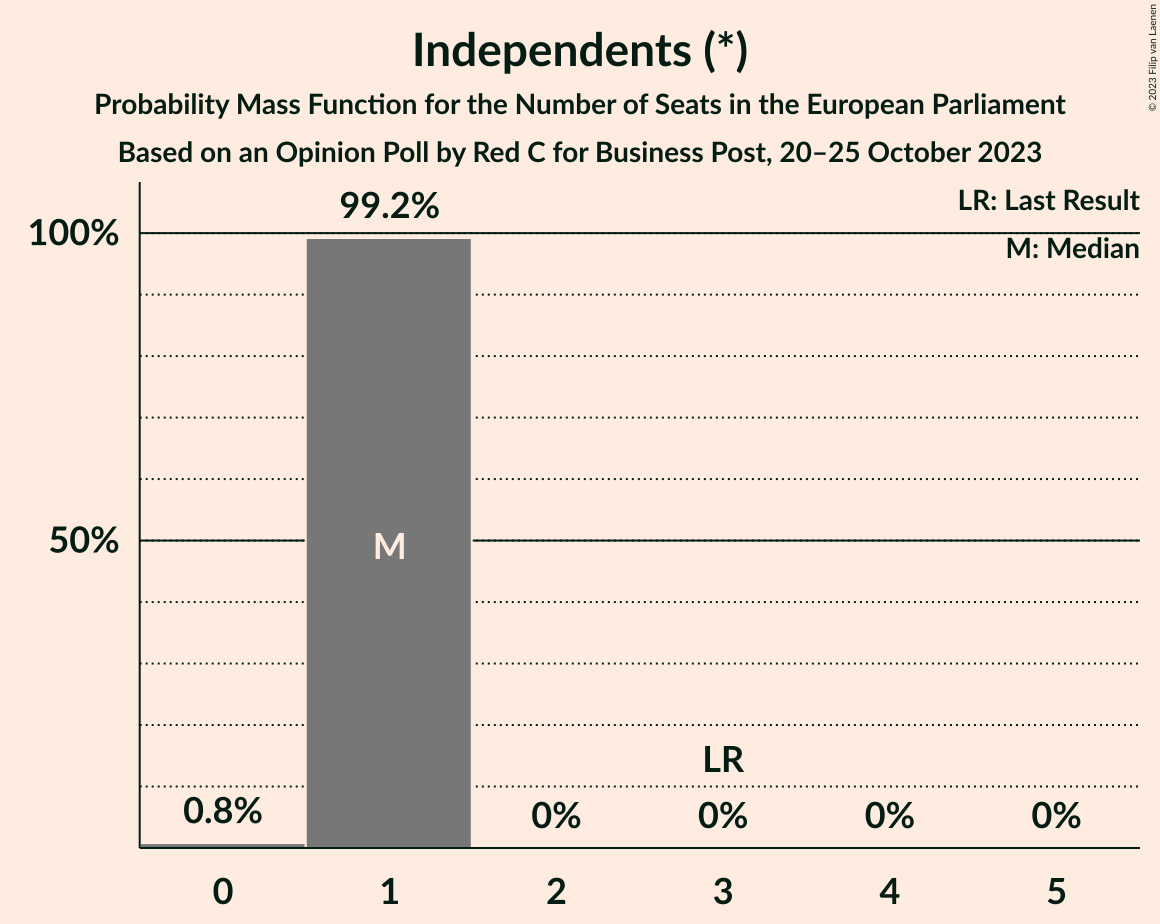 Independents (*)
Probability Mass Function for the Number of Seats in the European Parliament
Based on an Opinion Poll by Red C for Business Post, 20–25 October 2023
© 2023 Filip van Laenen
LR: Last Result
M: Median
99.2%
100%
50%
M
LR
0.8%
0%
0%
0%
0%
0 1 2 3 4 5